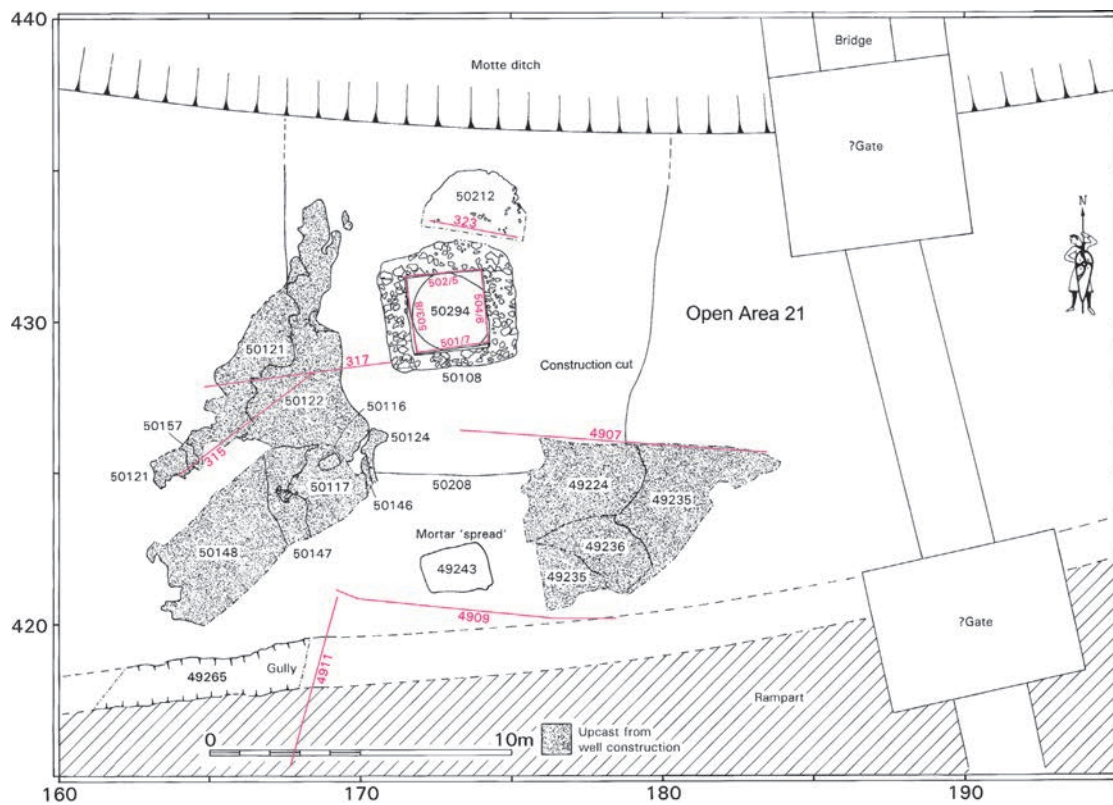 440
Bridge
Motte ditch
?Gate
50212
323
N
502/5
503/8
50294
504/6
430
Open Area 21
501/7
50121
317
50108
Construction cut
50122
50116
50157
50124
4907
315
50121
50117
50208
49224
49235
50146
Mortar 'spread'
49236
50148
50147
49243
49235
420
4909
?Gate
4911
Gully
49265
Rampart
0
10m
Upcast from
well construction
160
170
180
190